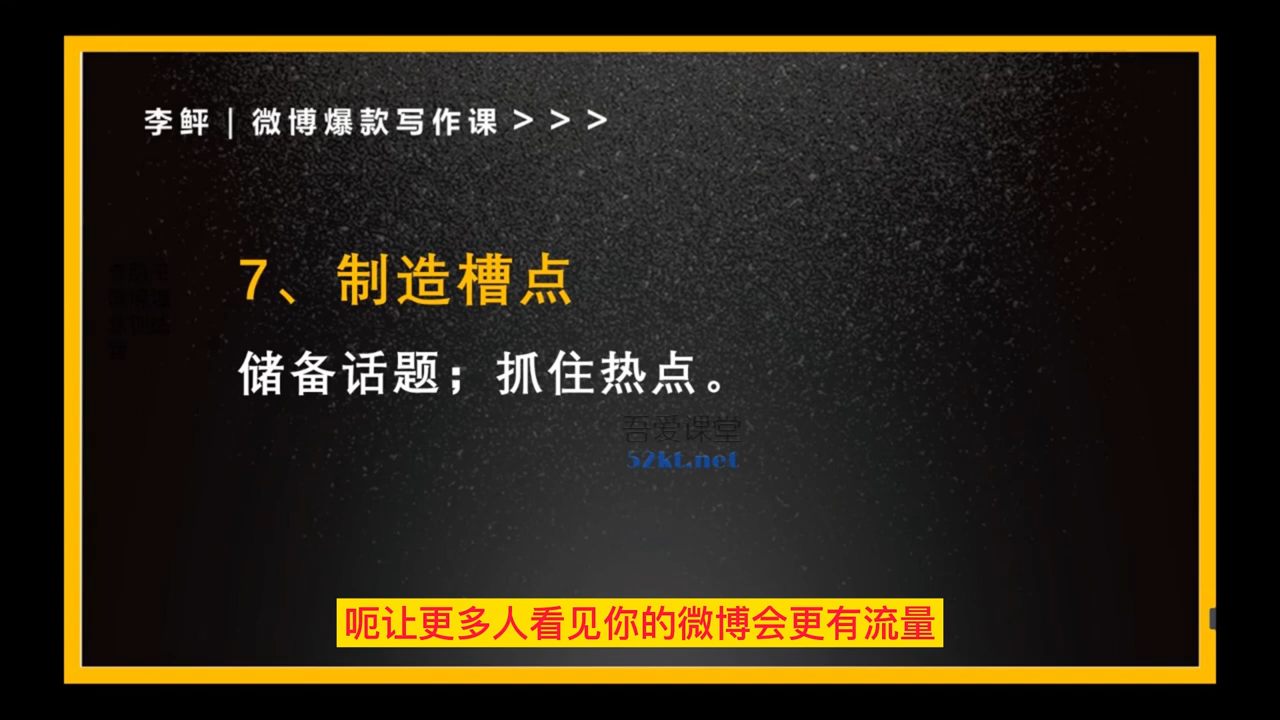 李鲆 | 微博爆款写作课 > > >
7、制造槽点
储备话题；抓住热点。
吾爱课堂
52kt.net
呃让更多人看见你的微博会更有流量